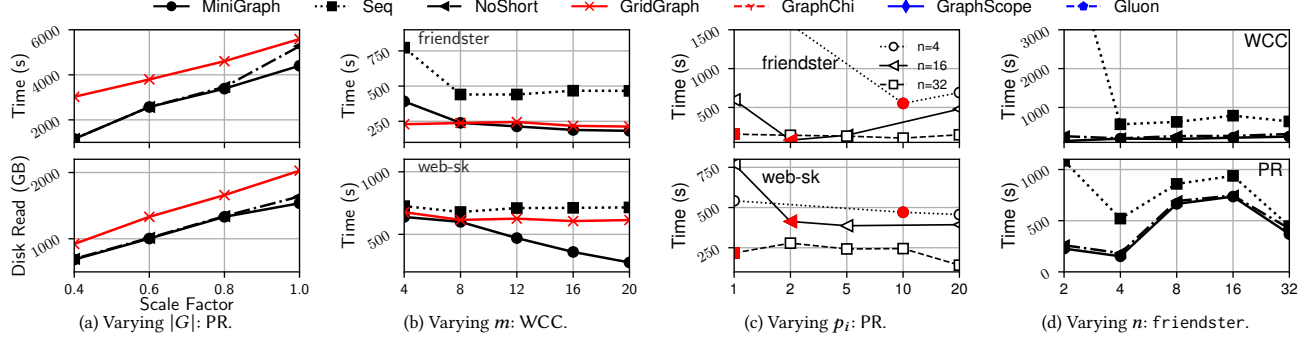 MiniGraph Seq NoShort GridGraph GraphChi GraphScope Gluon
Time (s)
6000
4000
2000
Disk Read (GB)
2000
1000
0.4 0.6 0.8 1.0
Scale Factor
(a) Varying |G|: PR.
Time (s)
friendster
750
500
250
Time (s)
web-sk
1000
500
4 8 12 16 20
(b) Varying m: WCC.
Time (s)
friendster
1500
1000
500
n=4
n=16
n=32
Time (s)
web-sk
750
500
250
1 2 5 10 20
(c) Varying pᵢ: PR.
Time (s)
WCC
3000
2000
1000
0
Time (s)
PR
1000
500
0
2 4 8 16 32
(d) Varying n: friendster.